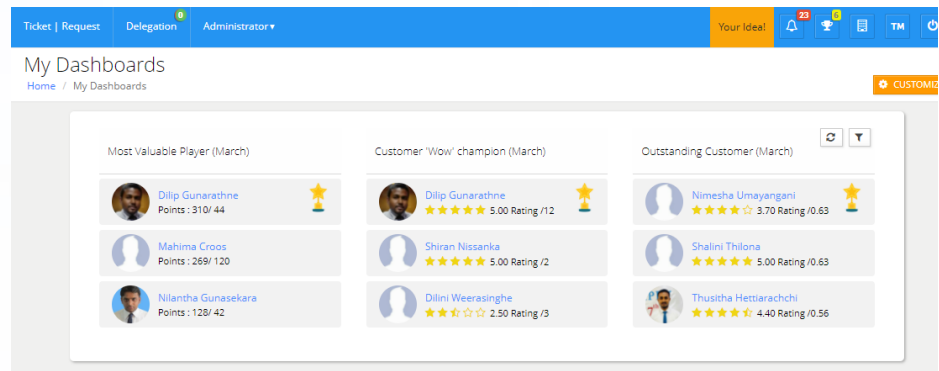 Ticket | Request Delegation 0 Administrator Your Idea! 23 6 TM
My Dashboards
Home / My Dashboards
CUSTOMIZ
Most Valuable Player (March)
Dilip Gunarathne
Points : 310/ 44
Mahima Croos
Points : 269/ 120
Nilantha Gunasekara
Points : 128/ 42
Customer 'Wow' champion (March)
Dilip Gunarathne
5.00 Rating /12
Shiran Nissanka
5.00 Rating /2
Dilini Weerasinghe
2.50 Rating /3
Outstanding Customer (March)
Nimesha Umayangani
3.70 Rating /0.63
Shalini Thilona
5.00 Rating /0.63
Thusitha Hettiarachchi
4.40 Rating /0.56